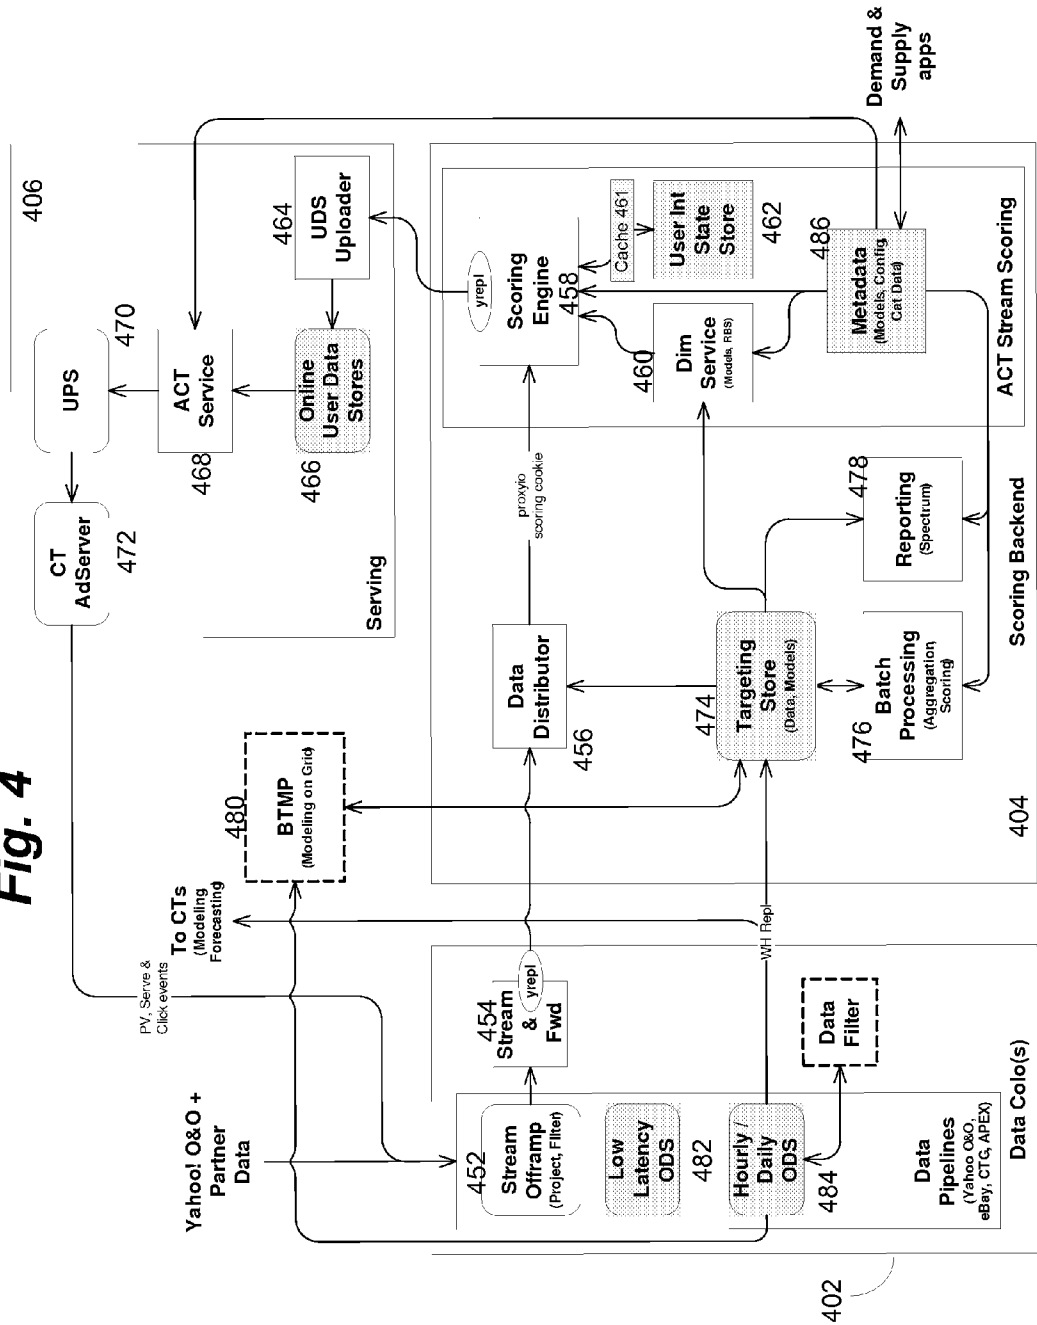 Fig. 4
406
UPS
470
CT
AdServer
472
ACT
Service
468
UDS
Uploader
464
Online
User Data
Stores
466
Serving
480
BTMP
(Modeling on Grid)
To CTs
(Modeling
Forecasting)
PV, Serve &
Click events
Yahoo! O&O +
Partner
Data
452
Stream
Offramp
(Project, Filter)
454
Stream
&
Fwd
yrepl
Low
Latency
ODS
482
Hourly /
Daily
ODS
484
Data
Filter
WH Repl
Data
Pipelines
(Yahoo O&O,
eBay, CTC, APEX)
Data Colo(s)
402
Data
Distributor
456
proxyio
scoring cookie
yrepl
Scoring
Engine
458
Cache 461
User Int
State
Store
462
460
Dim
Service
(Models, RBS)
486
Metadata
(Models, Config
Cat Data)
Demand &
Supply
apps
ACT Stream Scoring
474
Targeting
Store
(Data, Models)
476
Batch
Processing
(Aggregation,
Scoring)
478
Reporting
(Spectrum)
Scoring Backend
404